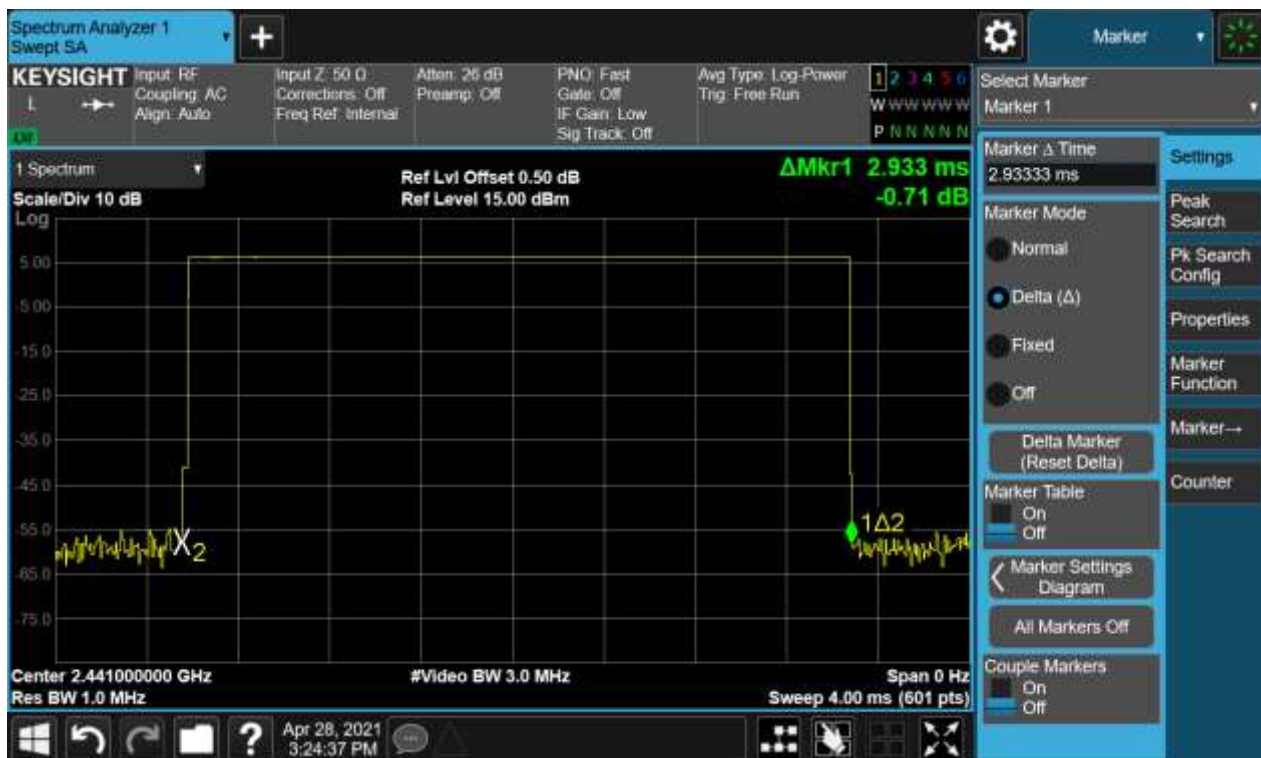 Spectrum Analyzer 1
Swept SA
+
Marker
KEYSIGHT
Input: RF
Coupling: AC
Align: Auto
Input Z: 50 Ω
Corrections: Off
Freq Ref: Internal
Atten: 26 dB
Preamp: Off
PNO: Fast
Gate: Off
IF Gain: Low
Sig Track: Off
Avg Type: Log-Power
Trig: Free Run
1 2 3 4 5 6
W W W W W W
P N N N N N
L
Select Marker
Marker 1
1 Spectrum
Scale/Div 10 dB
Log
Ref Lvl Offset 0.50 dB
Ref Level 15.00 dBm
ΔMkr1 2.933 ms
-0.71 dB
5.00
-5.00
-15.0
-25.0
-35.0
-45.0
-55.0
-65.0
-75.0
X2
1Δ2
Center 2.441000000 GHz
Res BW 1.0 MHz
#Video BW 3.0 MHz
Span 0 Hz
Sweep 4.00 ms (601 pts)
Marker Δ Time
2.93333 ms
Marker Mode
Normal
Delta (Δ)
Fixed
Off
Delta Marker
(Reset Delta)
Marker Table
On
Off
Marker Settings
Diagram
All Markers Off
Couple Markers
On
Off
Settings
Peak
Search
Pk Search
Config
Properties
Marker
Function
Marker→
Counter
?
Apr 28, 2021
3:24:37 PM